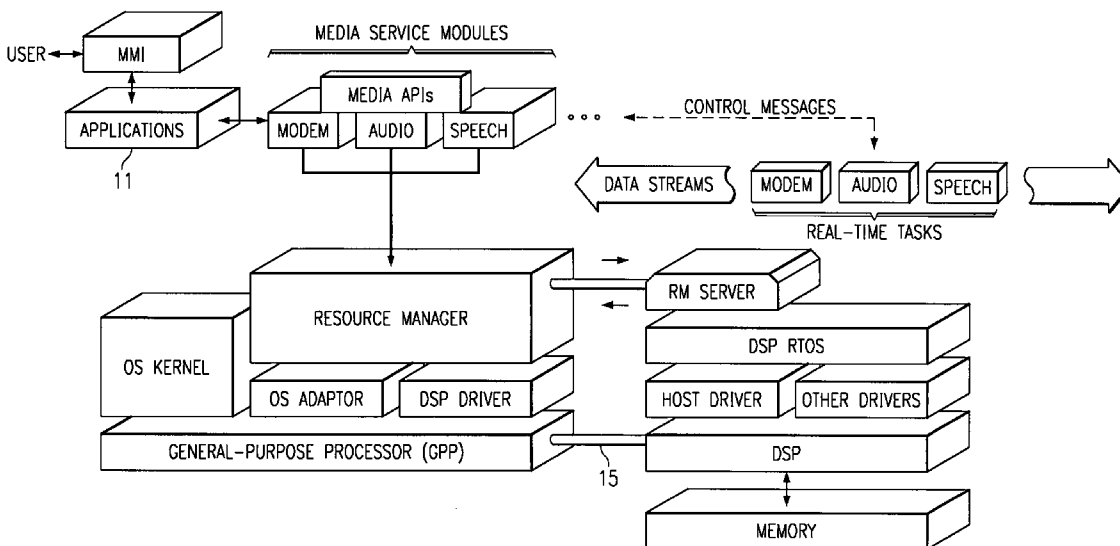 MEDIA SERVICE MODULES
USER
MMI
MEDIA APIs
APPLICATIONS
MODEM
AUDIO
SPEECH
CONTROL MESSAGES
11
DATA STREAMS
MODEM
AUDIO
SPEECH
REAL-TIME TASKS
RESOURCE MANAGER
RM SERVER
OS KERNEL
DSP RTOS
OS ADAPTOR
DSP DRIVER
HOST DRIVER
OTHER DRIVERS
GENERAL-PURPOSE PROCESSOR (GPP)
DSP
15
MEMORY